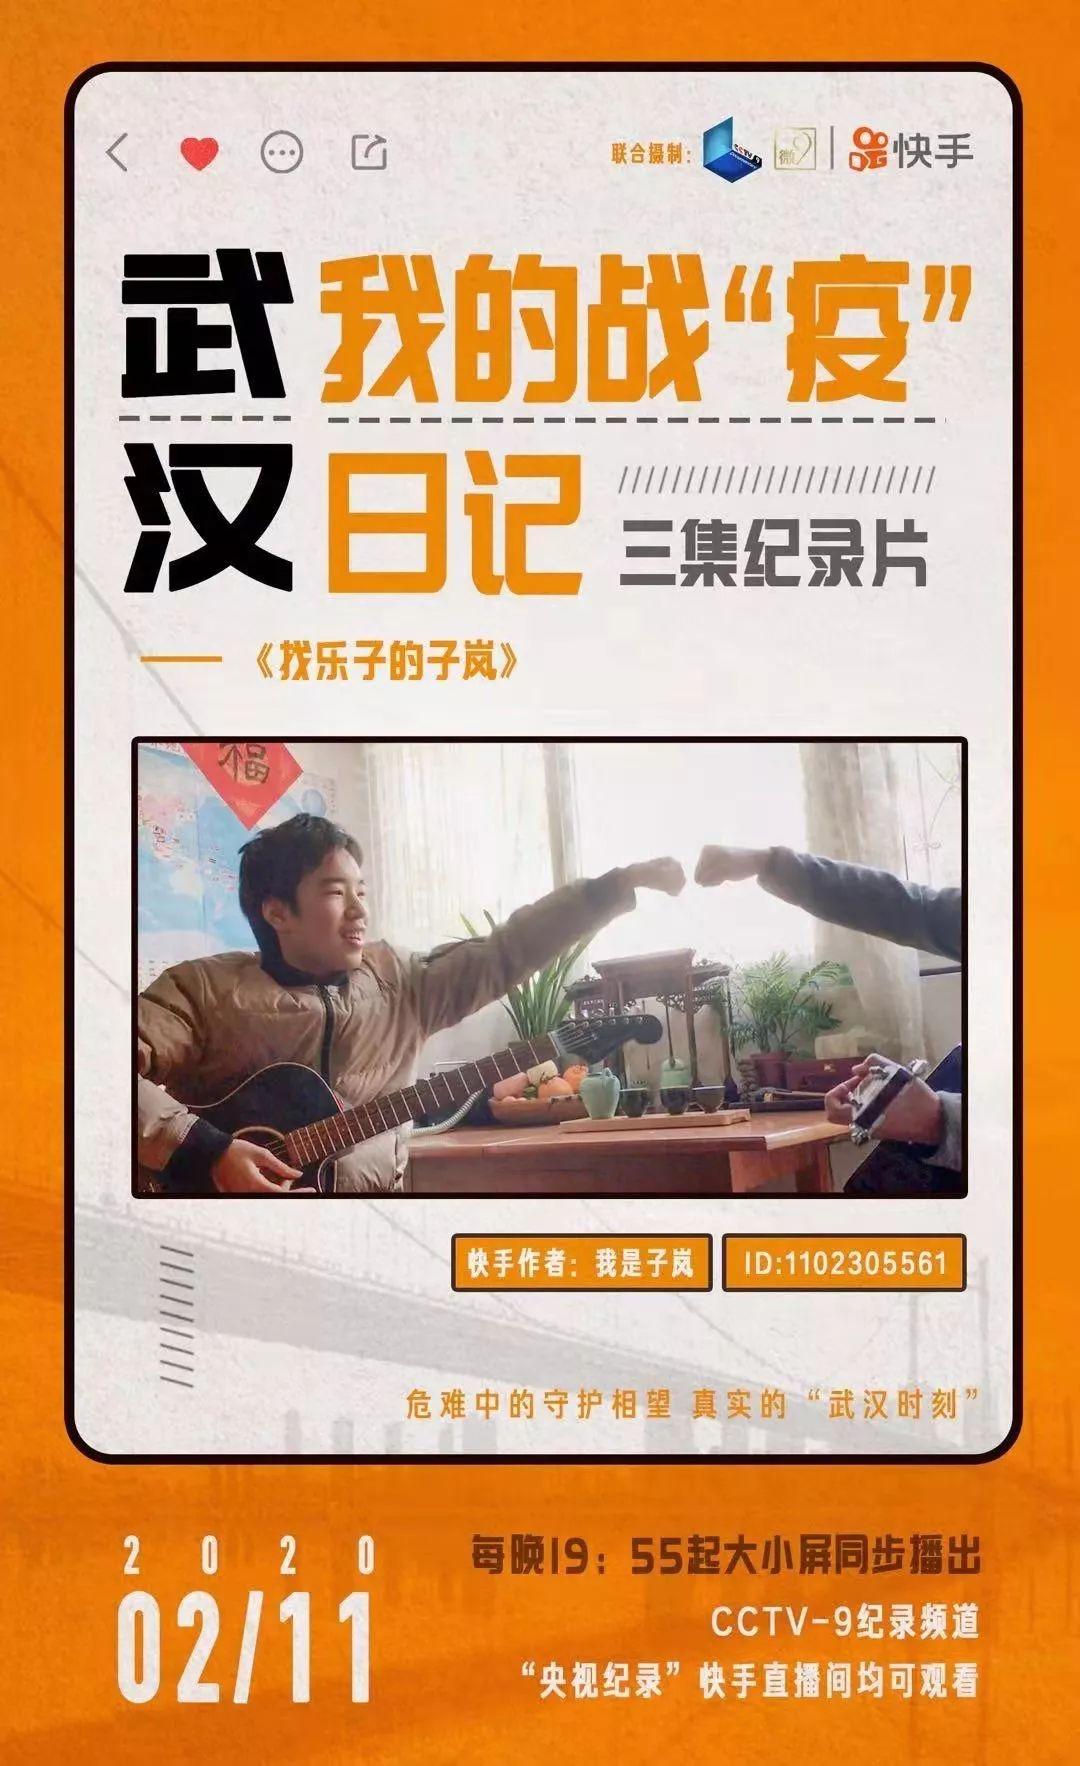 联合摄制：
CCTV 9
微9
快手
武汉
我的战“疫”
日记
三集纪录片
《找乐子的子岚》
福
快手作者：我是子岚
ID:1102305561
危难中的守护相望 真实的“武汉时刻”
2020
02/11
每晚19：55起大小屏同步播出
CCTV-9纪录频道
“央视纪录”快手直播间均可观看